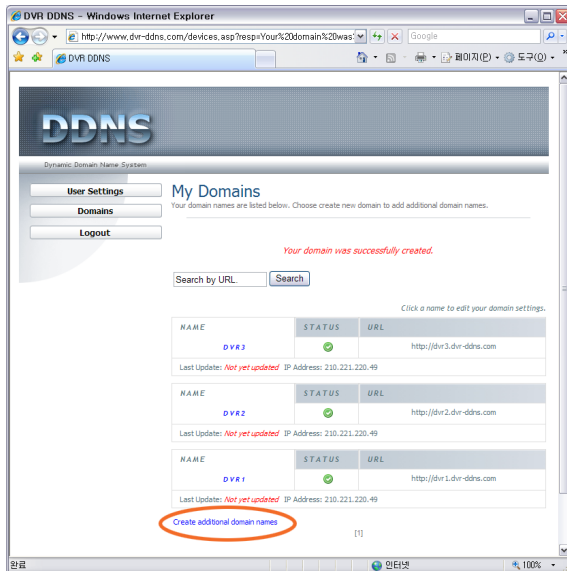 DVR DDNS - Windows Internet Explorer
http://www.dvr-ddns.com/devices.asp?resp=Your%20domain%20was
Google
DVR DDNS
페이지(P)
도구(O)
DDNS
Dynamic Domain Name System
User Settings
Domains
Logout
My Domains
Your domain names are listed below. Choose create new domain to add additional domain names.
Your domain was successfully created.
Search by URL
Search
Click a name to edit your domain settings.
NAME STATUS URL
DVR3 http://dvr3.dvr-ddns.com
Last Update: Not yet updated IP Address: 210.221.220.49
NAME STATUS URL
DVR2 http://dvr2.dvr-ddns.com
Last Update: Not yet updated IP Address: 210.221.220.49
NAME STATUS URL
DVR1 http://dvr1.dvr-ddns.com
Last Update: Not yet updated IP Address: 210.221.220.49
Create additional domain names
[1]
완료
인터넷
100%